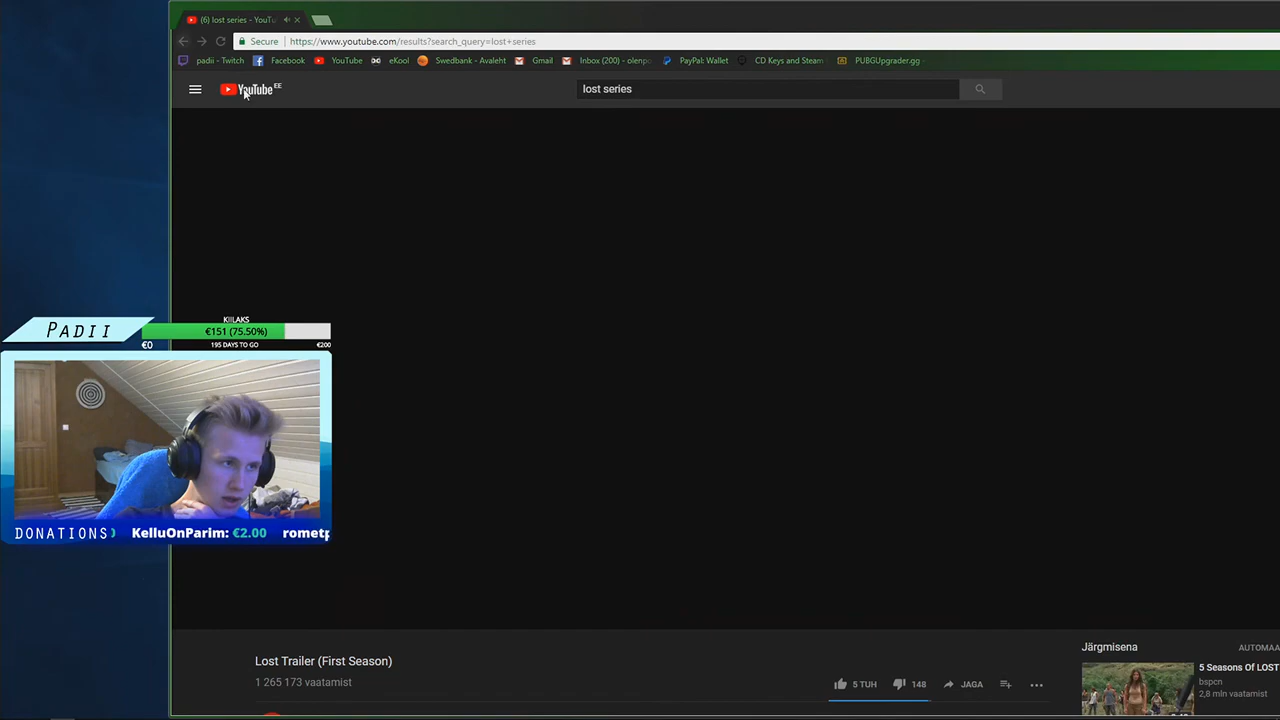 (6) lost series - YouTu
Secure https://www.youtube.com/results?search_query=lost+series
padii - Twitch Facebook YouTube eKool Swedbank - Avaleht Gmail Inbox (200) - olenpo PayPal: Wallet CD Keys and Steam PUBGUpgrader.gg
YouTube EE lost series
Padii
KIILAKS
€151 (75.50%)
€0 195 DAYS TO GO €200
DONATIONS KelluOnParim: €2.00 rometp
Lost Trailer (First Season)
1 265 173 vaatamist
5 TUH 148 JAGA
Järgmisena AUTOMAA
5 Seasons Of LOST
bspcn
2,8 mln vaatamist